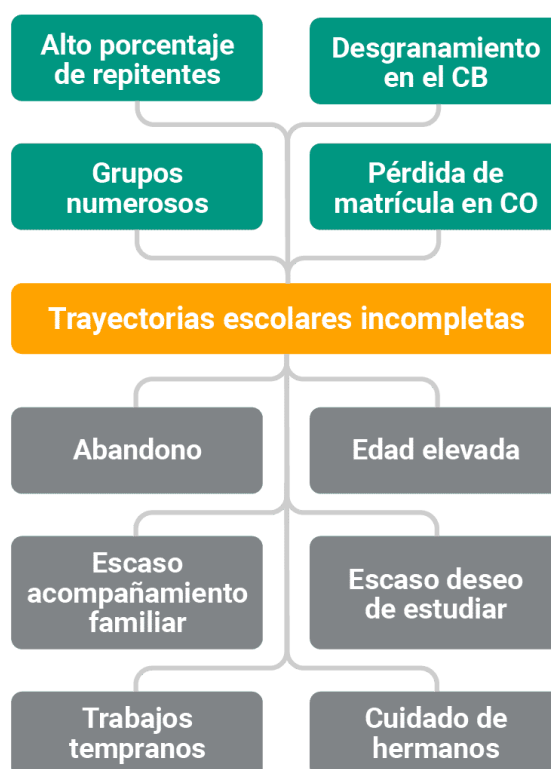 Alto porcentaje
de repitentes
Desgranamiento
en el CB
Grupos
numerosos
Pérdida de
matrícula en CO
Trayectorias escolares incompletas
Abandono
Edad elevada
Escaso
acompañamiento
familiar
Escaso deseo
de estudiar
Trabajos
tempranos
Cuidado de
hermanos